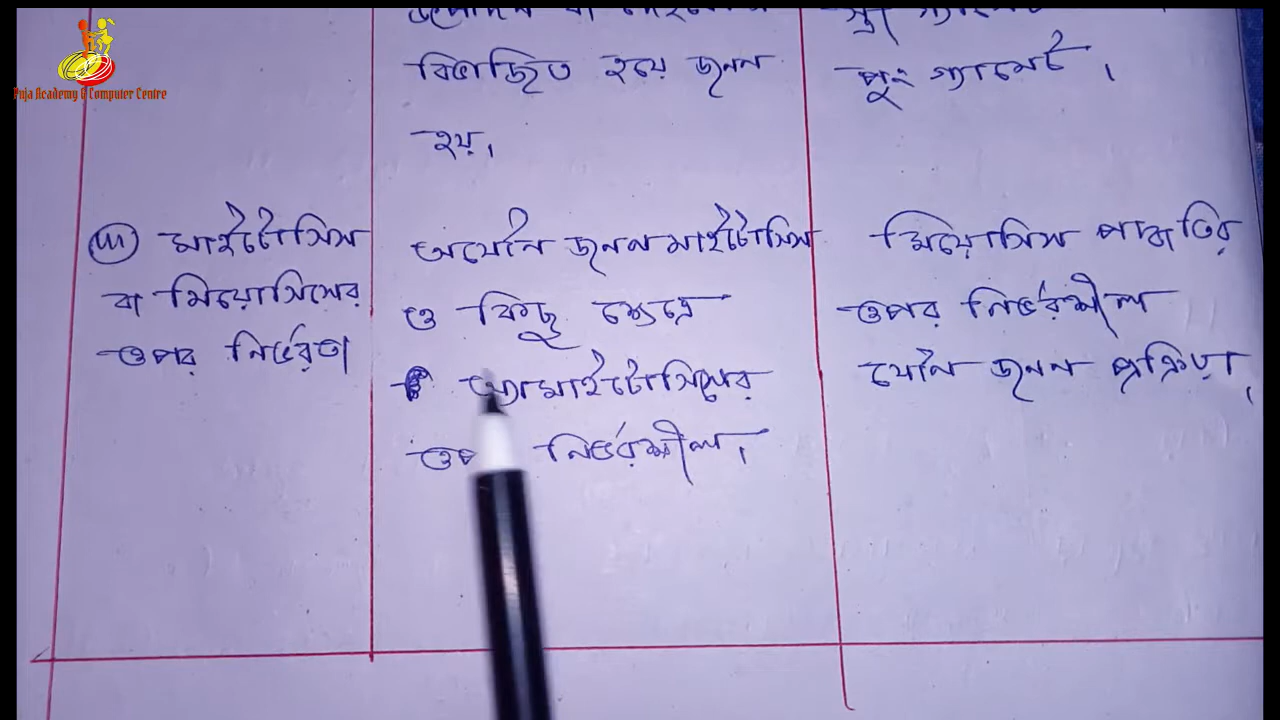 Puja Academy & Computer Centre
বিভাজিত হয়ে জনন
হয়।
পুং গ্যামেট।
(iii) মাইটোসিস
বা মিয়োসিসের
ওপর নির্ভরতা
অযৌন জনন মাইটোসিস
ও কিছু ক্ষেত্রে
অ্যামাইটোসিসের
নির্ভরশীল।
মিয়োসিস পদ্ধতির
ওপর নির্ভরশীল
যৌন জনন প্রক্রিয়া।